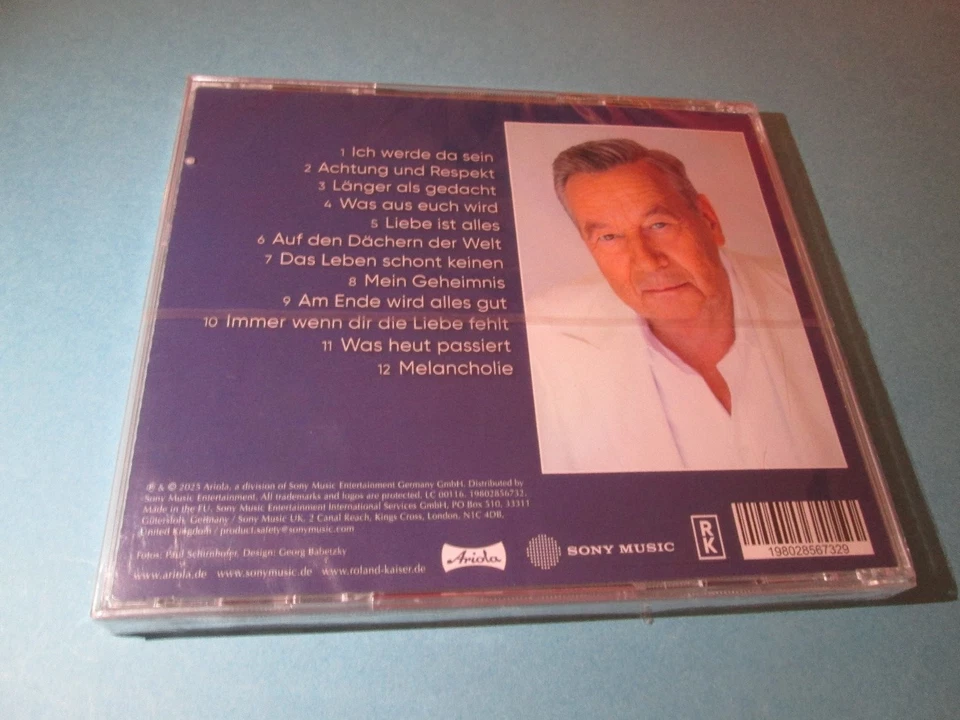 1 Ich werde da sein
2 Achtung und Respekt
3 Länger als gedacht
4 Was aus euch wird
5 Liebe ist alles
6 Auf den Dächern der Welt
7 Das Leben schont keinen
8 Mein Geheimnis
9 Am Ende wird alles gut
10 Immer wenn dir die Liebe fehlt
11 Was heut passiert
12 Melancholie
℗ & © 2025 Ariola, a division of Sony Music Entertainment Germany GmbH. Distributed by
Sony Music Entertainment. All trademarks and logos are protected. LC 00116. 19802856732.
Made in the EU. Sony Music Entertainment International Services GmbH, PO Box 510, 33311
Gütersloh, Germany / Sony Music UK, 2 Canal Reach, Kings Cross, London, N1C 4DB,
United Kingdom / product.safety@sonymusic.com
Fotos: Paul Schirnhofer, Design: Georg Babetzky
www.ariola.de www.sonymusic.de www.roland-kaiser.de
Ariola
SONY MUSIC
RK
198028567329